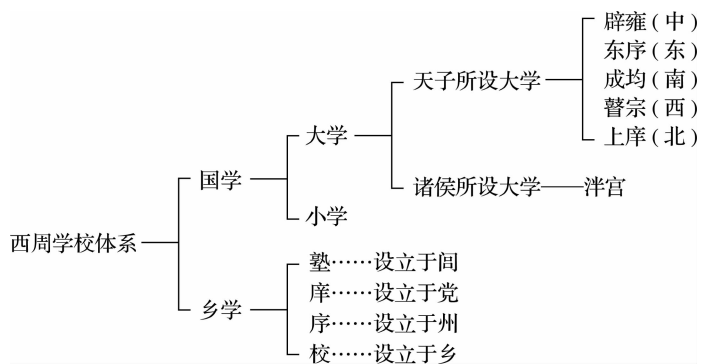 辟雍(中)
东序(东)
成均(南)
瞽宗(西)
上庠(北)
天子所设大学
大学
诸侯所设大学——泮宫
国学
小学
西周学校体系
塾……设立于闾
庠……设立于党
乡学
序……设立于州
校……设立于乡